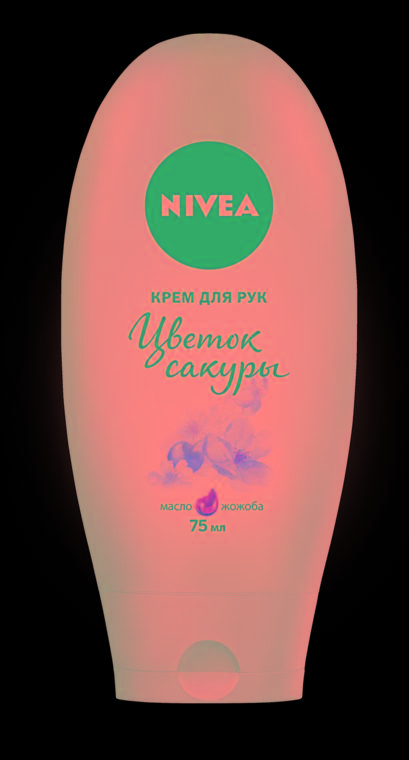 NIVEA
КРЕМ ДЛЯ РУК
Цветок
сакуры
масло жожоба
75 мл